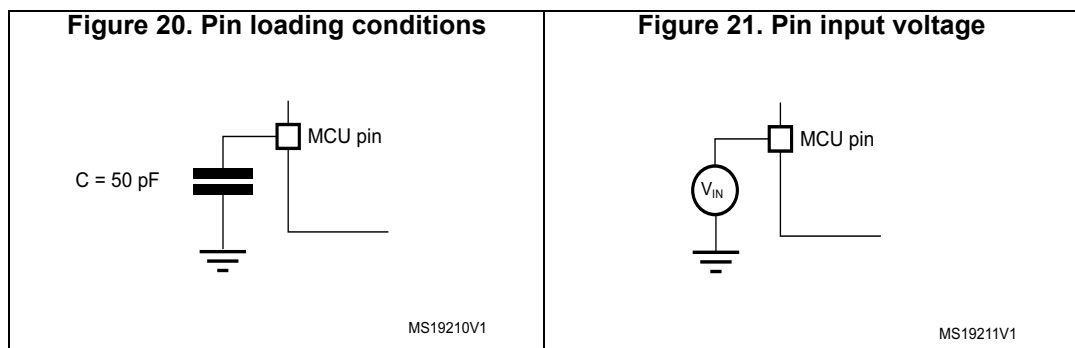 Figure 20. Pin loading conditions
MCU pin
C = 50 pF
MS19210V1
Figure 21. Pin input voltage
MCU pin
VIN
MS19211V1